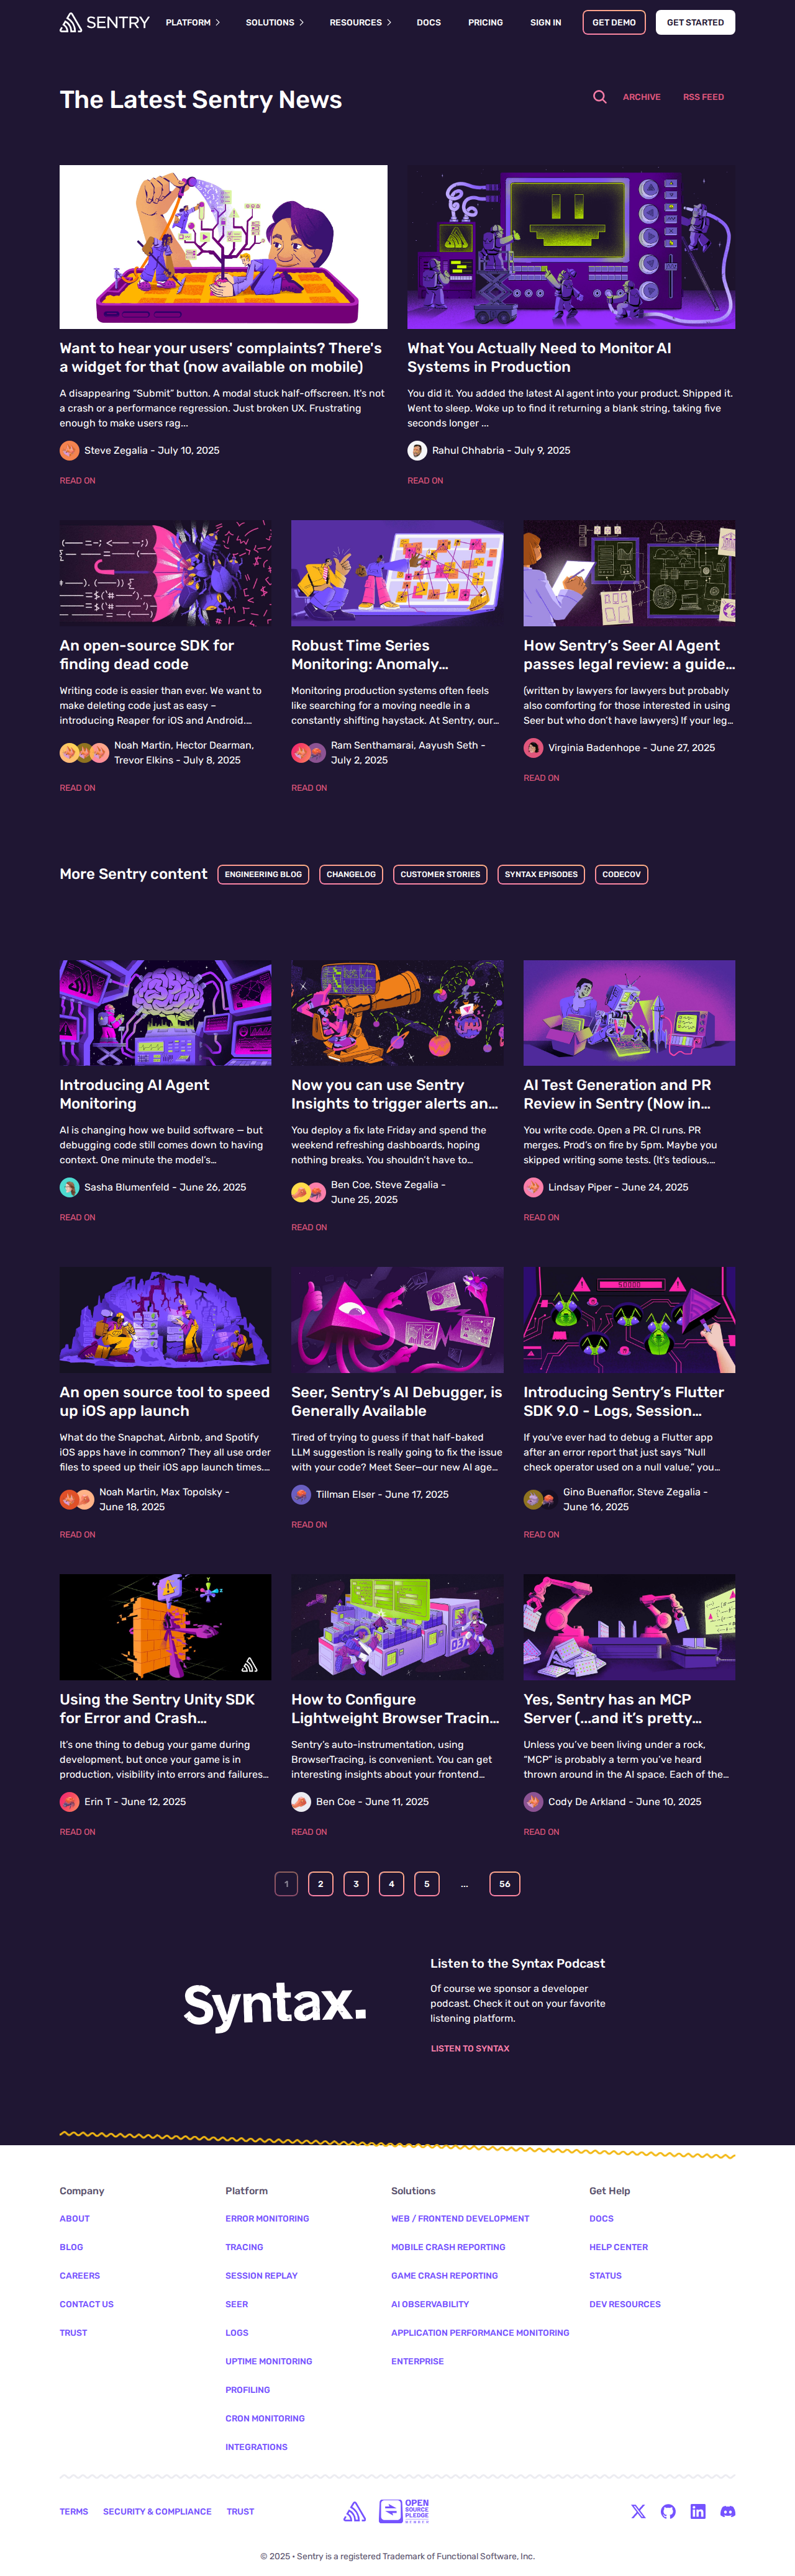 SENTRY
PLATFORM
SOLUTIONS
RESOURCES
DOCS
PRICING
SIGN IN
GET DEMO
GET STARTED
The Latest Sentry News
ARCHIVE
RSS FEED
Want to hear your users' complaints? There's
a widget for that (now available on mobile)
A disappearing “Submit” button. A modal stuck half-offscreen. It's not
a crash or a performance regression. Just broken UX. Frustrating
enough to make users rag...
Steve Zegalia - July 10, 2025
READ ON
What You Actually Need to Monitor AI
Systems in Production
You did it. You added the latest AI agent into your product. Shipped it.
Went to sleep. Woke up to find it returning a blank string, taking five
seconds longer ...
Rahul Chhabria - July 9, 2025
READ ON
An open-source SDK for
finding dead code
Writing code is easier than ever. We want to
make deleting code just as easy –
introducing Reaper for iOS and Android.…
Noah Martin, Hector Dearman,
Trevor Elkins - July 8, 2025
READ ON
Robust Time Series
Monitoring: Anomaly…
Monitoring production systems often feels
like searching for a moving needle in a
constantly shifting haystack. At Sentry, our…
Ram Senthamarai, Aayush Seth -
July 2, 2025
READ ON
How Sentry’s Seer AI Agent
passes legal review: a guide…
(written by lawyers for lawyers but probably
also comforting for those interested in using
Seer but who don’t have lawyers) If your leg…
Virginia Badenhope - June 27, 2025
READ ON
More Sentry content
ENGINEERING BLOG
CHANGELOG
CUSTOMER STORIES
SYNTAX EPISODES
CODECOV
Introducing AI Agent
Monitoring
AI is changing how we build software — but
debugging code still comes down to having
context. One minute the model’s…
Sasha Blumenfeld - June 26, 2025
READ ON
Now you can use Sentry
Insights to trigger alerts an…
You deploy a fix late Friday and spend the
weekend refreshing dashboards, hoping
nothing breaks. You shouldn’t have to…
Ben Coe, Steve Zegalia -
June 25, 2025
READ ON
AI Test Generation and PR
Review in Sentry (Now in…
You write code. Open a PR. CI runs. PR
merges. Prod’s on fire by 5pm. Maybe you
skipped writing some tests. (It's tedious,…
Lindsay Piper - June 24, 2025
READ ON
An open source tool to speed
up iOS app launch
What do the Snapchat, Airbnb, and Spotify
iOS apps have in common? They all use order
files to speed up their iOS app launch times.…
Noah Martin, Max Topolsky -
June 18, 2025
READ ON
Seer, Sentry’s AI Debugger, is
Generally Available
Tired of trying to guess if that half-baked
LLM suggestion is really going to fix the issue
with your code? Meet Seer—our new AI age…
Tillman Elser - June 17, 2025
READ ON
Introducing Sentry’s Flutter
SDK 9.0 - Logs, Session…
If you’ve ever had to debug a Flutter app
after an error report that just says “Null
check operator used on a null value,” you…
Gino Buenaflor, Steve Zegalia -
June 16, 2025
READ ON
Using the Sentry Unity SDK
for Error and Crash…
It’s one thing to debug your game during
development, but once your game is in
production, visibility into errors and failures…
Erin T - June 12, 2025
READ ON
How to Configure
Lightweight Browser Tracin…
Sentry’s auto-instrumentation, using
BrowserTracing, is convenient. You can get
interesting insights about your frontend…
Ben Coe - June 11, 2025
READ ON
Yes, Sentry has an MCP
Server (...and it’s pretty…
Unless you’ve been living under a rock,
“MCP” is probably a term you’ve heard
thrown around in the AI space. Each of the…
Cody De Arkland - June 10, 2025
READ ON
1
2
3
4
5
...
56
Syntax.
Listen to the Syntax Podcast
Of course we sponsor a developer
podcast. Check it out on your favorite
listening platform.
LISTEN TO SYNTAX
Company
ABOUT
BLOG
CAREERS
CONTACT US
TRUST
Platform
ERROR MONITORING
TRACING
SESSION REPLAY
SEER
LOGS
UPTIME MONITORING
PROFILING
CRON MONITORING
INTEGRATIONS
Solutions
WEB / FRONTEND DEVELOPMENT
MOBILE CRASH REPORTING
GAME CRASH REPORTING
AI OBSERVABILITY
APPLICATION PERFORMANCE MONITORING
ENTERPRISE
Get Help
DOCS
HELP CENTER
STATUS
DEV RESOURCES
TERMS
SECURITY & COMPLIANCE
TRUST
OPEN
SOURCE
PLEDGE
MEMBER
© 2025 • Sentry is a registered Trademark of Functional Software, Inc.